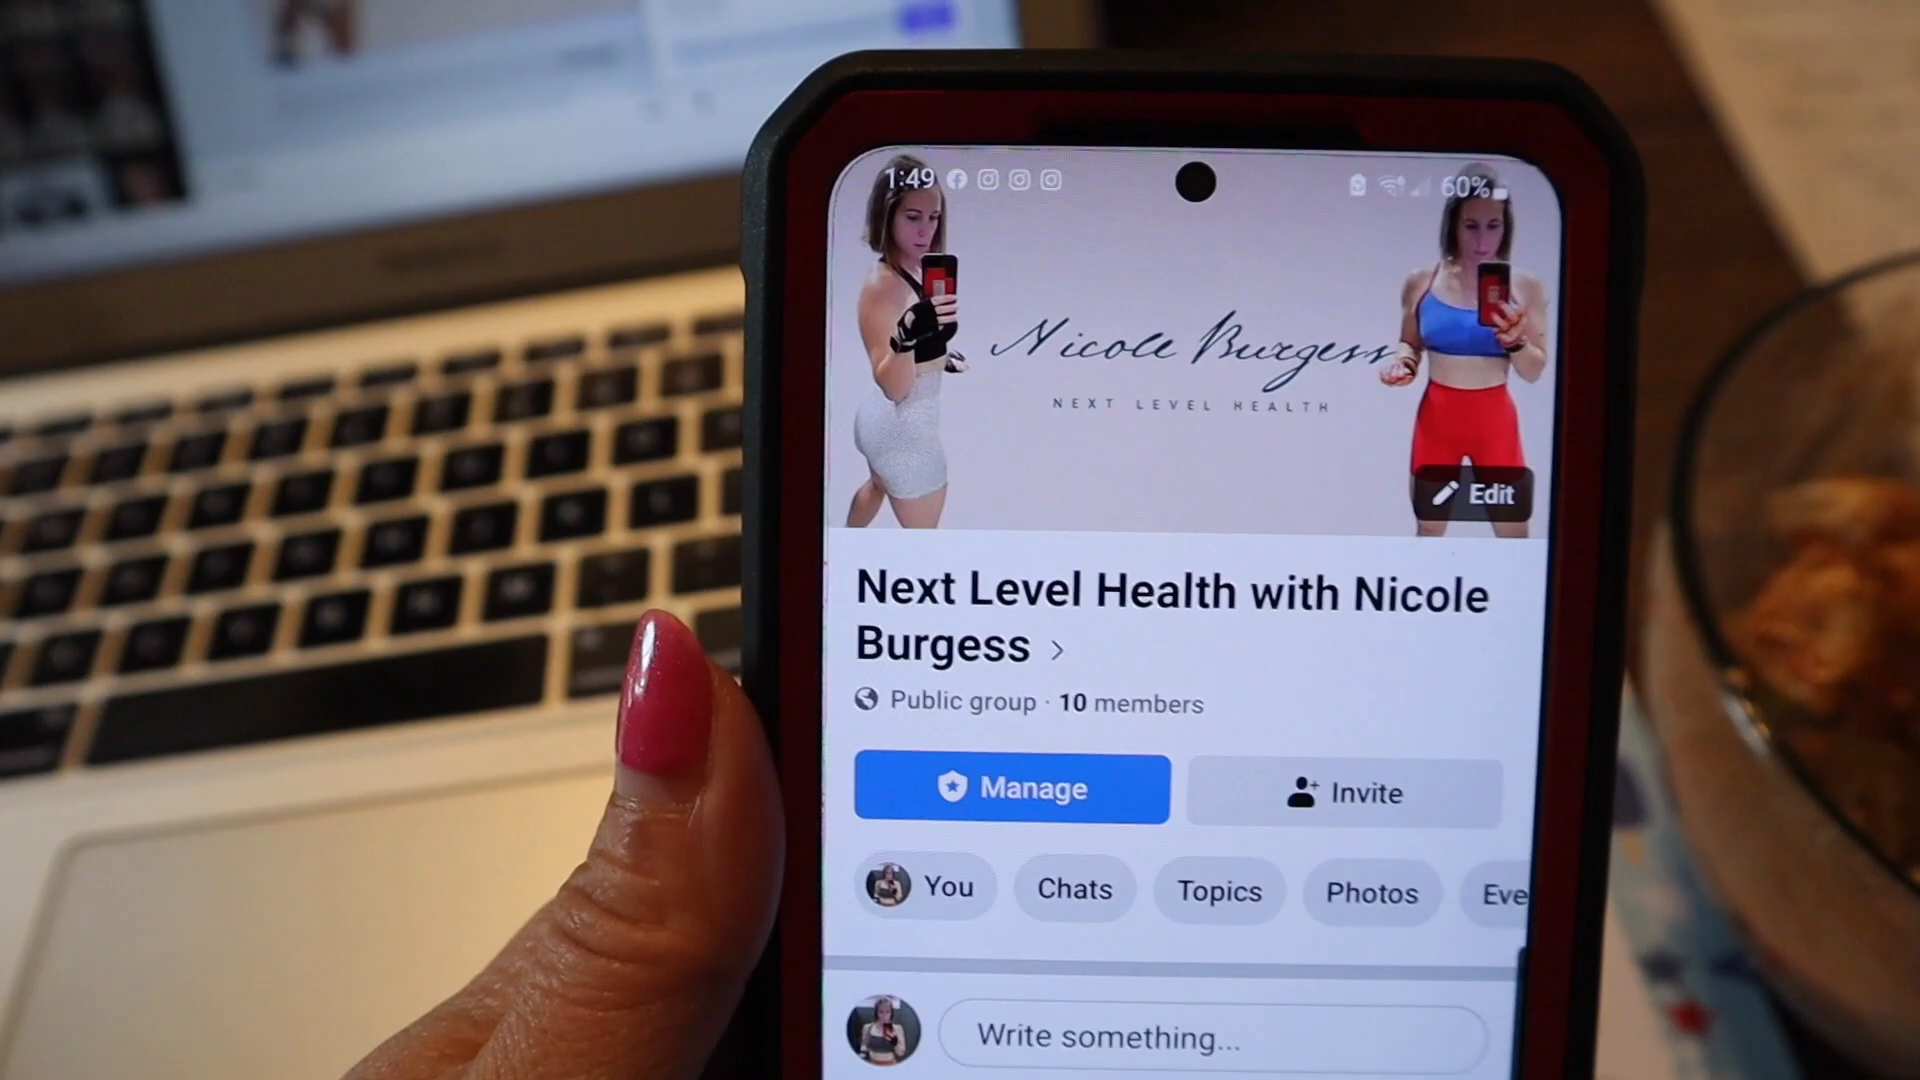 1:49
60%
Nicole Burgess
NEXT LEVEL HEALTH
Edit
Next Level Health with Nicole
Burgess >
Public group · 10 members
Manage
Invite
You
Chats
Topics
Photos
Eve
Write something...